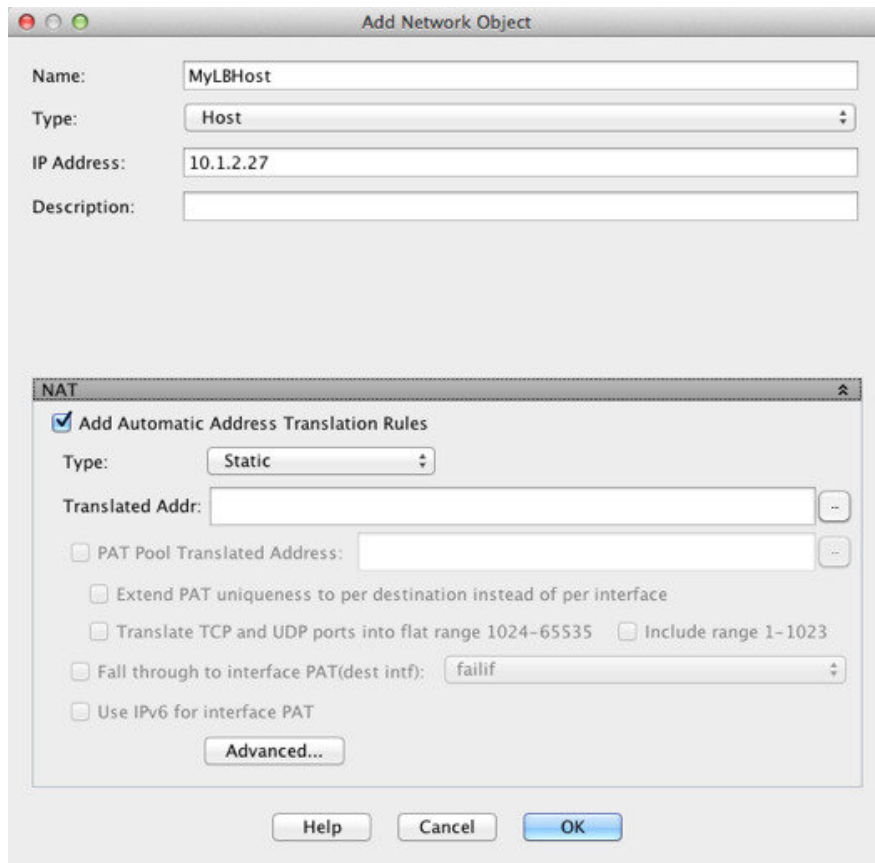 Add Network Object
Name: MyLBHost
Type: Host
IP Address: 10.1.2.27
Description:
NAT
Add Automatic Address Translation Rules
Type: Static
Translated Addr: ..
PAT Pool Translated Address: ..
Extend PAT uniqueness to per destination instead of per interface
Translate TCP and UDP ports into flat range 1024-65535 Include range 1-1023
Fall through to interface PAT(dest intf): failif
Use IPv6 for interface PAT
Advanced...
Help Cancel OK